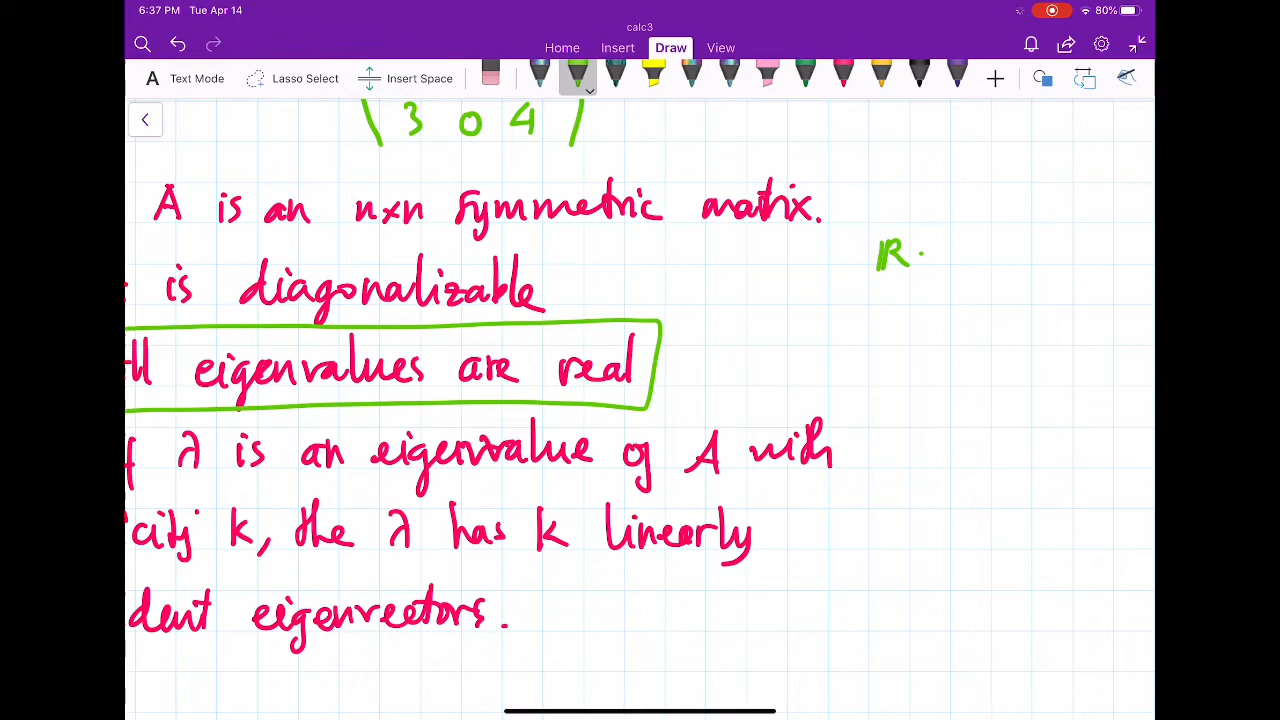 6:37 PM Tue Apr 14
80%
calc3
Home Insert Draw View
A Text Mode Lasso Select Insert Space
3 0 4
A is an n×n symmetric matrix.
R.
is diagonalizable
eigenvalues are real
λ is an eigenvalue of A with
city k, the λ has k linearly
dent eigenvectors.